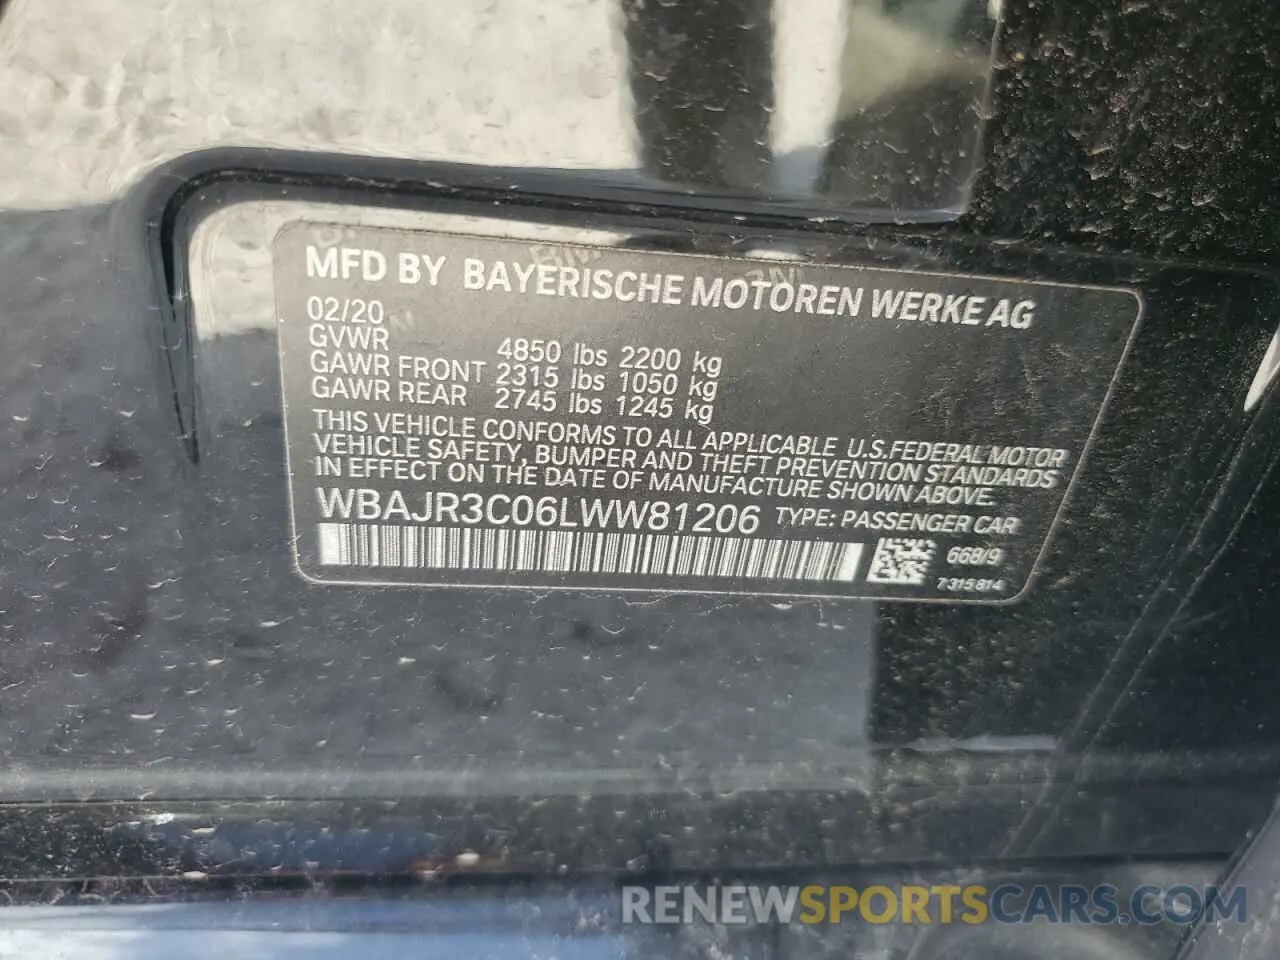 MFD BY BAYERISCHE MOTOREN WERKE AG
02/20
GVWR 4850 lbs 2200 kg
GAWR FRONT 2315 lbs 1050 kg
GAWR REAR 2745 lbs 1245 kg
THIS VEHICLE CONFORMS TO ALL APPLICABLE U.S.FEDERAL MOTOR
VEHICLE SAFETY, BUMPER AND THEFT PREVENTION STANDARDS
IN EFFECT ON THE DATE OF MANUFACTURE SHOWN ABOVE.
WBAJR3C06LWW81206 TYPE: PASSENGER CAR
668/9
7315814
RENEWSPORTSCARS.COM